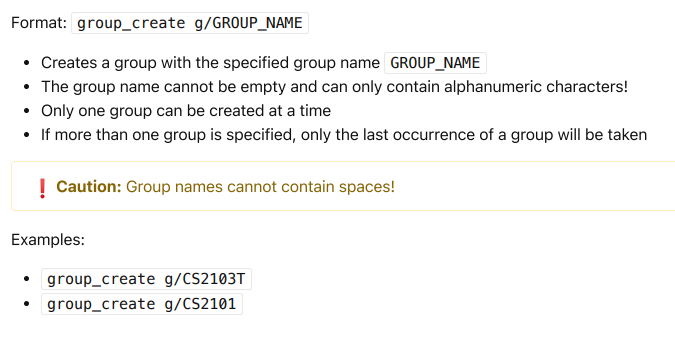 Format: group_create g/GROUP_NAME
• Creates a group with the specified group name GROUP_NAME
• The group name cannot be empty and can only contain alphanumeric characters!
• Only one group can be created at a time
• If more than one group is specified, only the last occurrence of a group will be taken
❗ Caution: Group names cannot contain spaces!
Examples:
• group_create g/CS2103T
• group_create g/CS2101